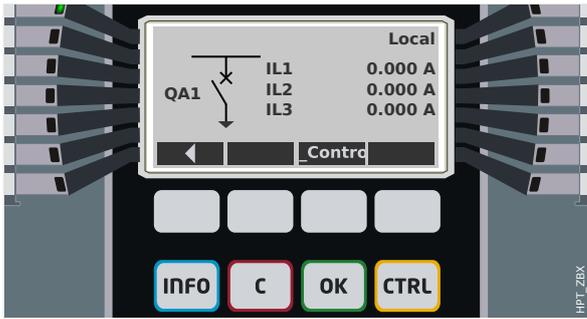 Local
IL1 0.000 A
QA1 IL2 0.000 A
IL3 0.000 A
_Contro
INFO C OK CTRL
HPT_ZBX